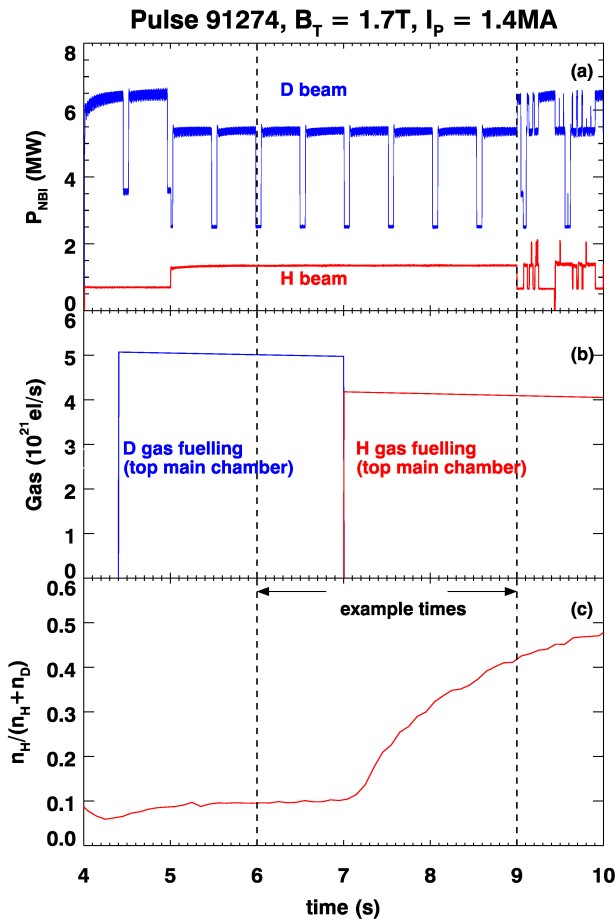 Pulse 91274, B_T = 1.7T, I_P = 1.4MA
(a)
D beam
H beam
P_NBI (MW)
8
6
4
2
0
(b)
D gas fuelling
(top main chamber)
H gas fuelling
(top main chamber)
Gas (10^21 el/s)
6
5
4
3
2
1
0
(c)
example times
n_H/(n_H+n_D)
0.6
0.5
0.4
0.3
0.2
0.1
0.0
4 5 6 7 8 9 10
time (s)